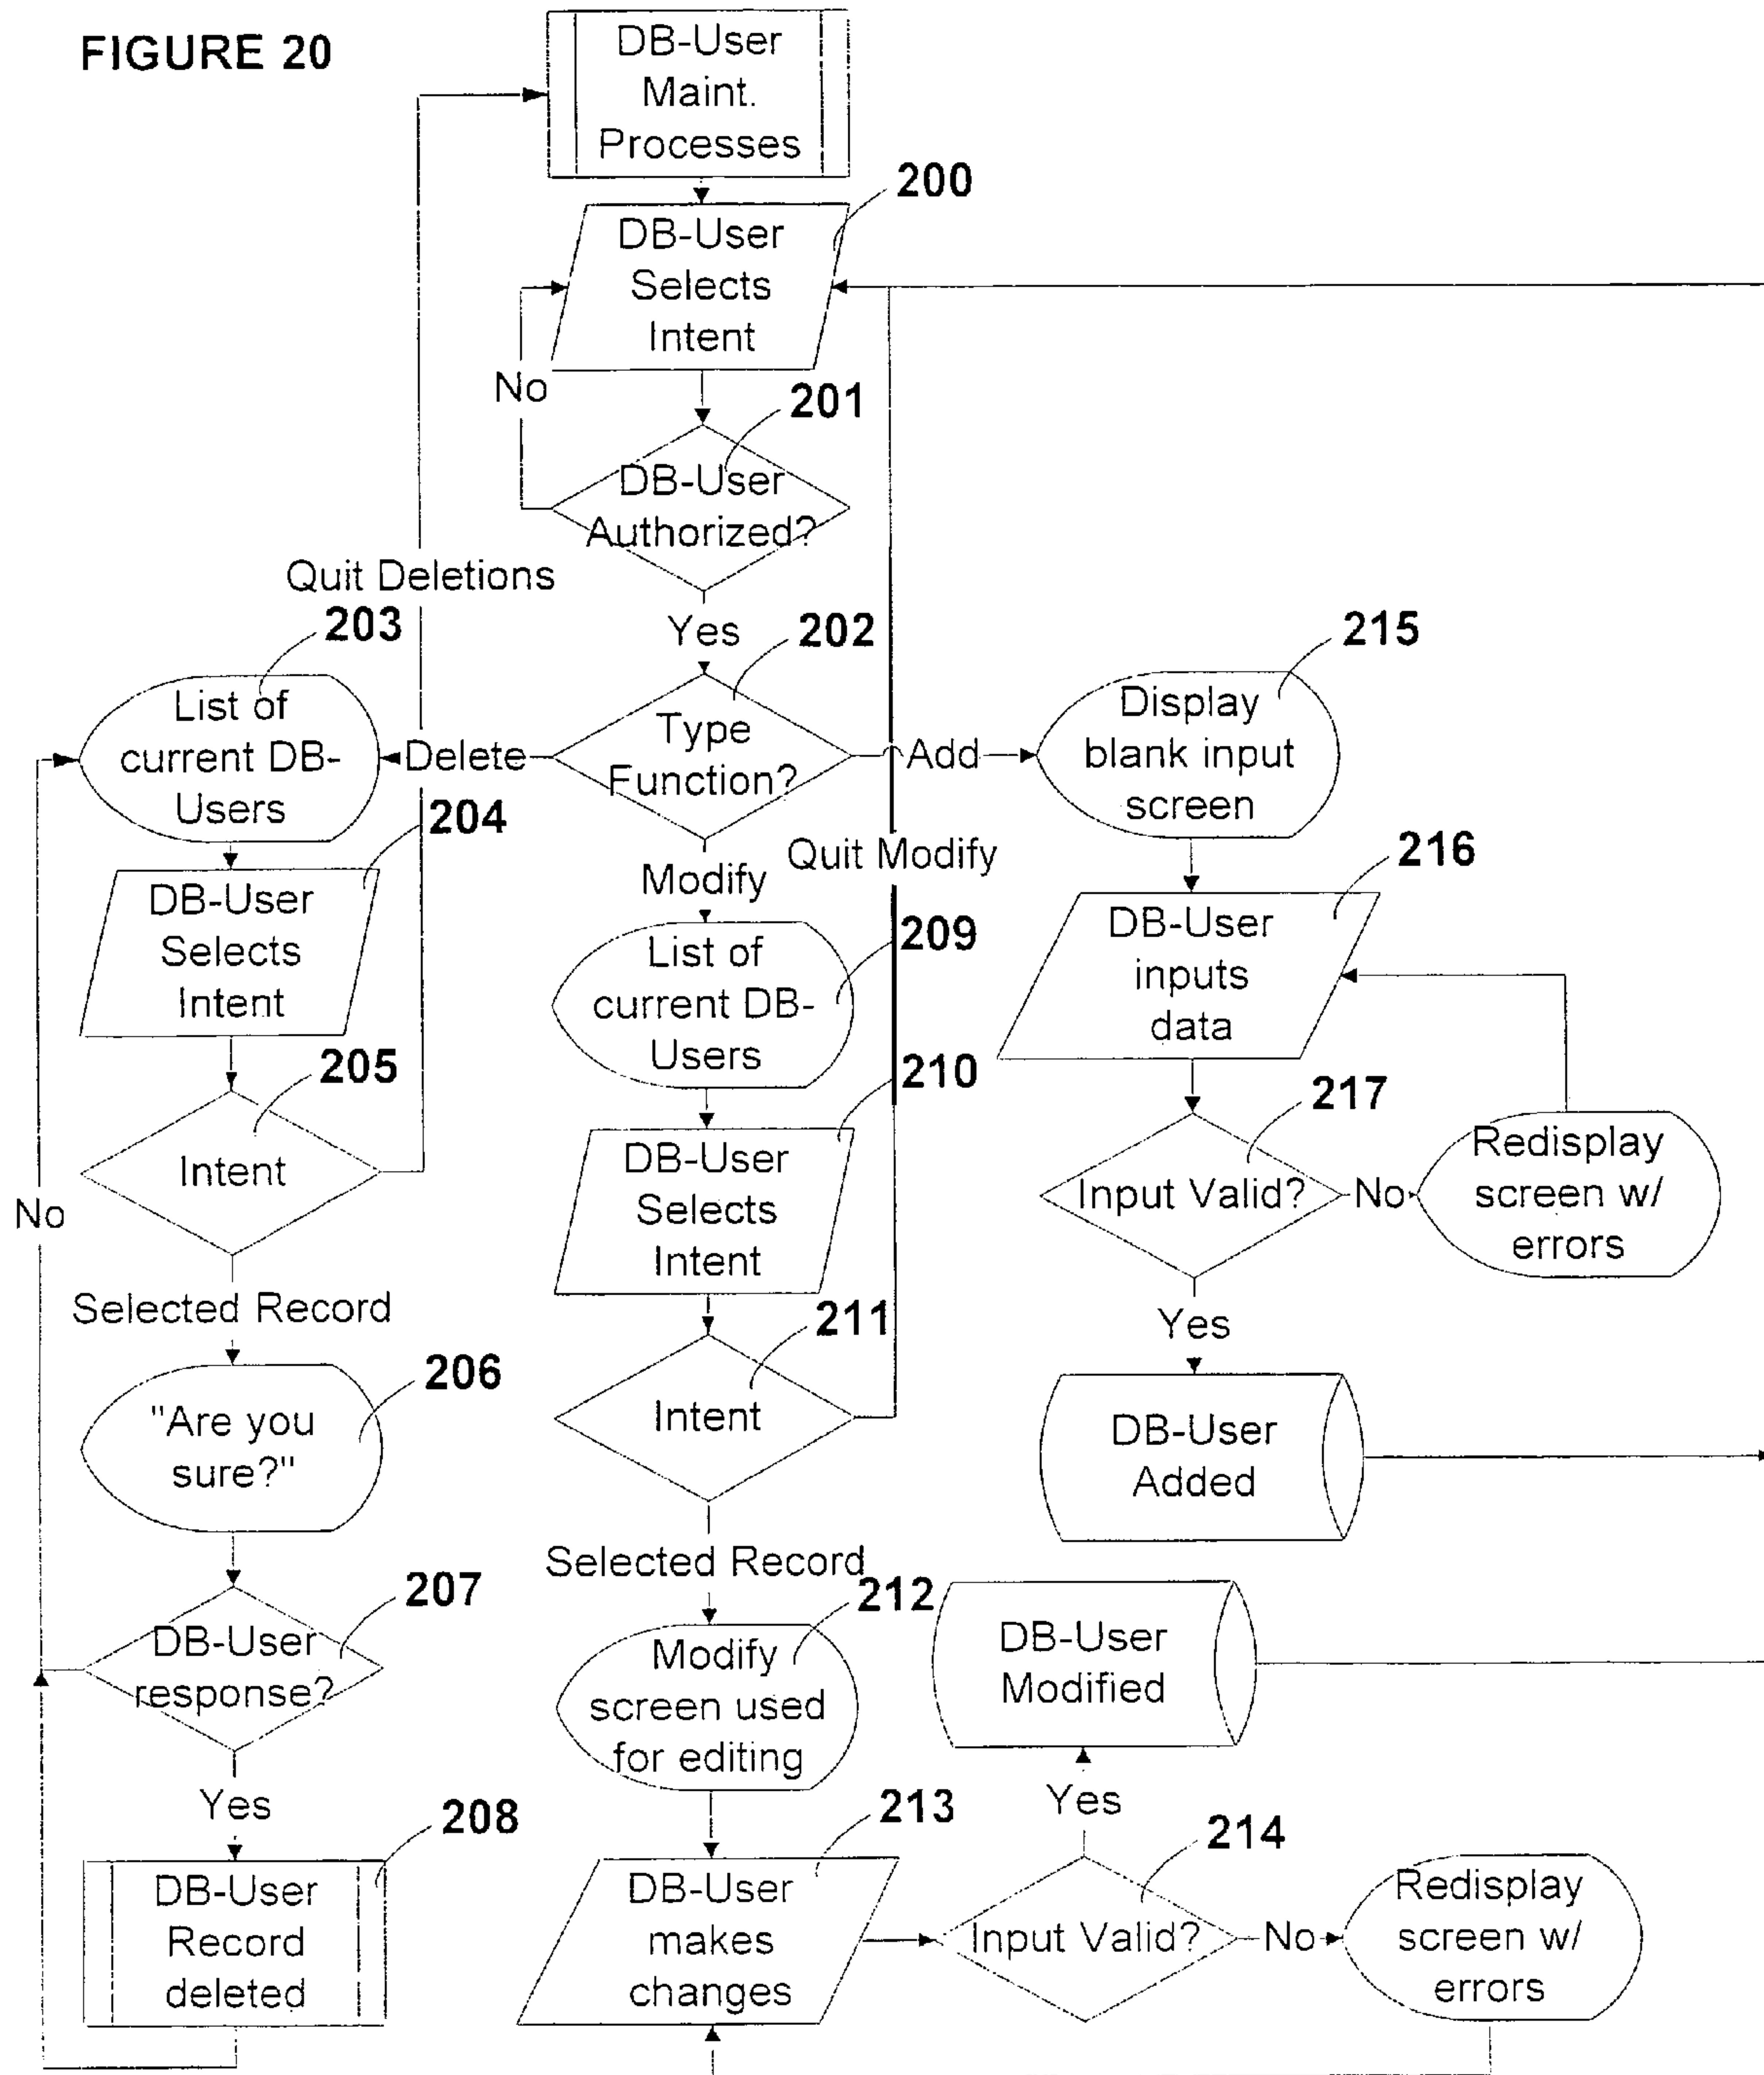 FIGURE 20
DB-User
Maint.
Processes
200
DB-User
Selects
Intent
No
201
DB-User
Authorized?
Quit Deletions
Yes
203
List of
current DB-
Users
202
Type
Function?
Delete
Add
Modify
Quit Modify
215
Display
blank input
screen
204
DB-User
Selects
Intent
209
List of
current DB-
Users
216
DB-User
inputs
data
205
Intent
No
210
DB-User
Selects
Intent
217
Input Valid?
No
Redisplay
screen w/
errors
Yes
Selected Record
206
"Are you
sure?"
211
Intent
DB-User
Added
Selected Record
207
DB-User
response?
212
Modify
screen used
for editing
DB-User
Modified
Yes
Yes
208
DB-User
Record
deleted
213
DB-User
makes
changes
214
Input Valid?
No
Redisplay
screen w/
errors